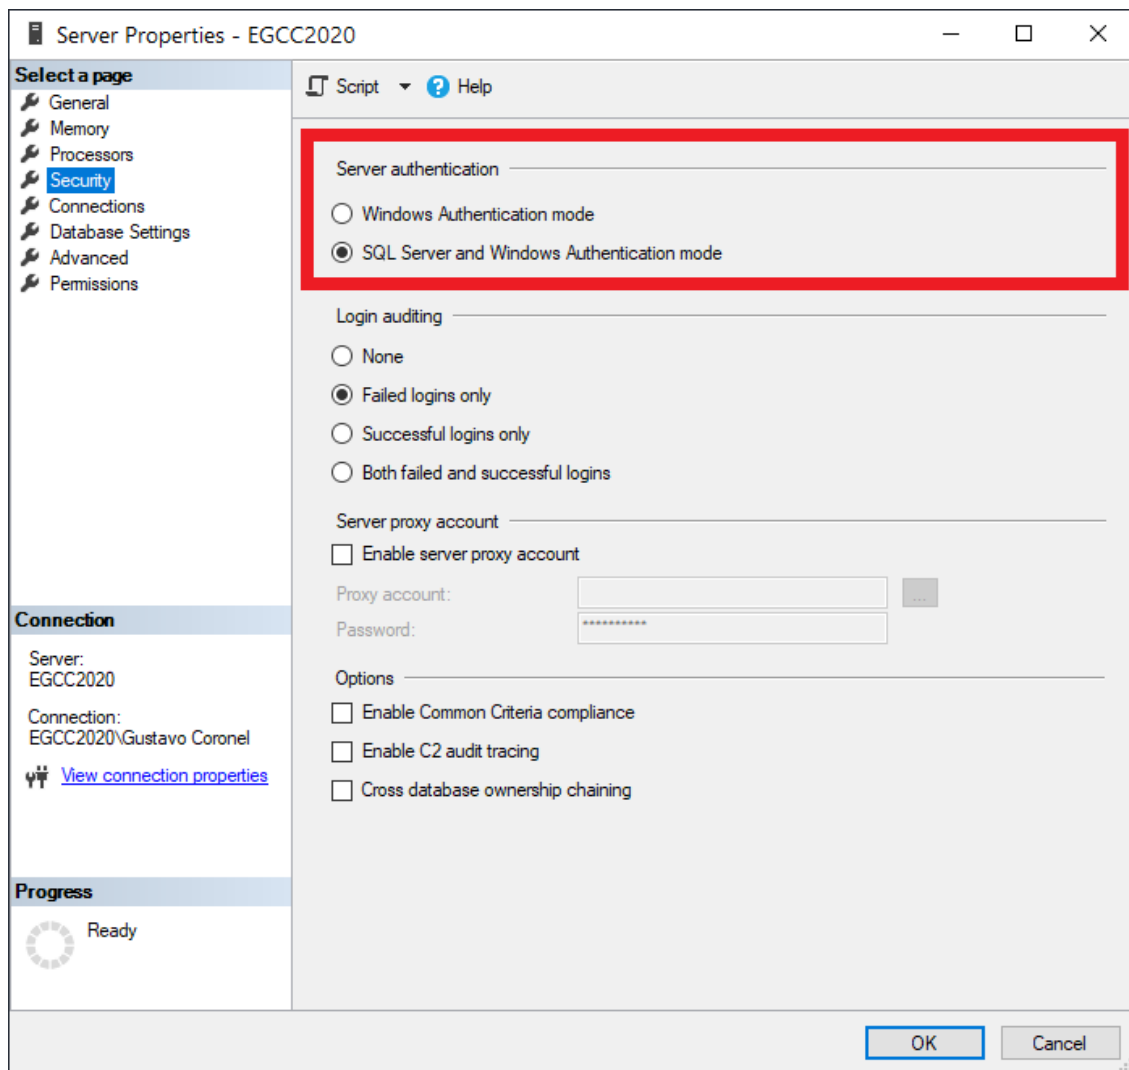 Server Properties - EGCC2020
Select a page
General
Memory
Processors
Security
Connections
Database Settings
Advanced
Permissions
Connection
Server:
EGCC2020
Connection:
EGCC2020\Gustavo Coronel
View connection properties
Progress
Ready
Script
Help
Server authentication
Windows Authentication mode
SQL Server and Windows Authentication mode
Login auditing
None
Failed logins only
Successful logins only
Both failed and successful logins
Server proxy account
Enable server proxy account
Proxy account:
...
Password: **********
Options
Enable Common Criteria compliance
Enable C2 audit tracing
Cross database ownership chaining
OK Cancel